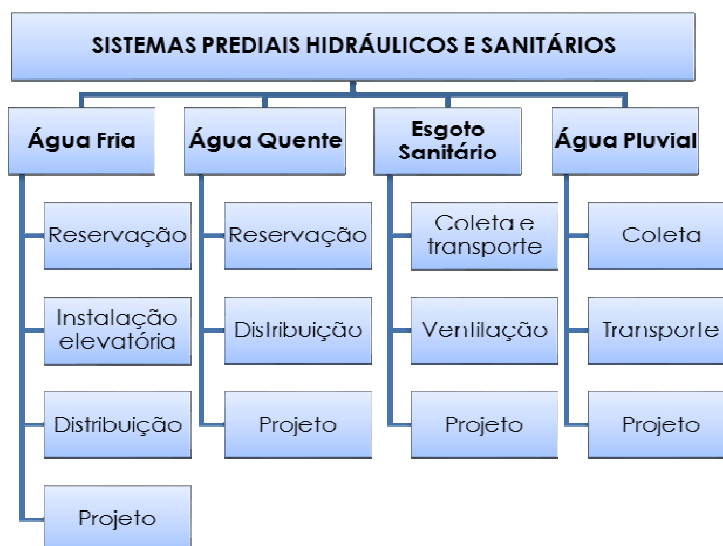 SISTEMAS PREDIAIS HIDRÁULICOS E SANITÁRIOS
Água Fria
Reservação
Instalação
elevatória
Distribuição
Projeto
Água Quente
Reservação
Distribuição
Projeto
Esgoto
Sanitário
Coleta e
transporte
Ventilação
Projeto
Água Pluvial
Coleta
Transporte
Projeto